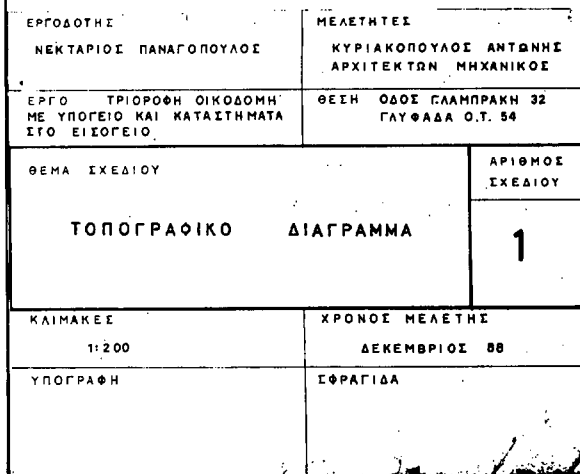 ΕΡΓΟΔΟΤΗΣ
ΝΕΚΤΑΡΙΟΣ ΠΑΝΑΓΟΠΟΥΛΟΣ
ΜΕΛΕΤΗΤΕΣ
ΚΥΡΙΑΚΟΠΟΥΛΟΣ ΑΝΤΩΝΗΣ
ΑΡΧΙΤΕΚΤΩΝ ΜΗΧΑΝΙΚΟΣ
ΕΡΓΟ ΤΡΙΟΡΟΦΗ ΟΙΚΟΔΟΜΗ
ΜΕ ΥΠΟΓΕΙΟ ΚΑΙ ΚΑΤΑΣΤΗΜΑΤΑ
ΣΤΟ ΕΙΣΟΓΕΙΟ
ΘΕΣΗ ΟΔΟΣ ΓΛΑΜΠΡΑΚΗ 32
ΓΛΥΦΑΔΑ Ο.Τ. 54
ΘΕΜΑ ΣΧΕΔΙΟΥ
ΤΟΠΟΓΡΑΦΙΚΟ ΔΙΑΓΡΑΜΜΑ
ΑΡΙΘΜΟΣ
ΣΧΕΔΙΟΥ
1
ΚΛΙΜΑΚΕΣ
1:200
ΧΡΟΝΟΣ ΜΕΛΕΤΗΣ
ΔΕΚΕΜΒΡΙΟΣ 88
ΥΠΟΓΡΑΦΗ
ΣΦΡΑΓΙΔΑ